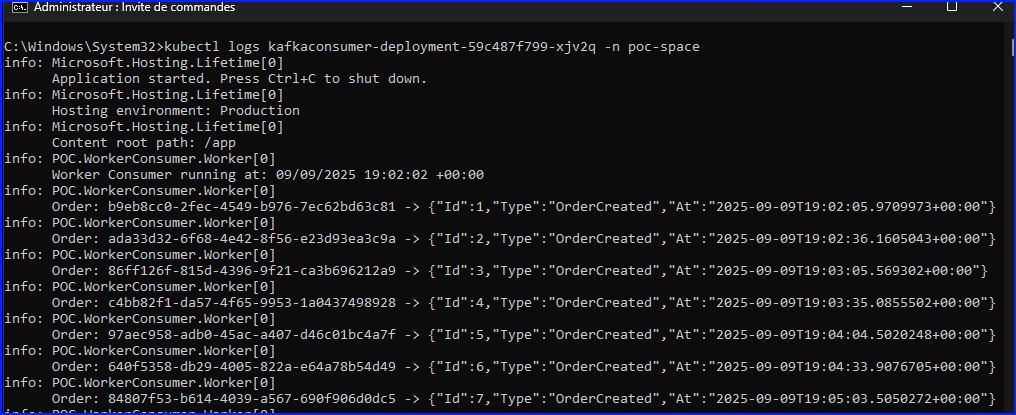 Administrateur : Invite de commandes
C:\Windows\System32>kubectl logs kafkaconsumer-deployment-59c487f799-xjv2q -n poc-space
info: Microsoft.Hosting.Lifetime[0]
Application started. Press Ctrl+C to shut down.
info: Microsoft.Hosting.Lifetime[0]
Hosting environment: Production
info: Microsoft.Hosting.Lifetime[0]
Content root path: /app
info: POC.WorkerConsumer.Worker[0]
Worker Consumer running at: 09/09/2025 19:02:02 +00:00
info: POC.WorkerConsumer.Worker[0]
Order: b9eb8cc0-2fec-4549-b976-7ec62bd63c81 -> {"Id":1,"Type":"OrderCreated","At":"2025-09-09T19:02:05.9709973+00:00"}
info: POC.WorkerConsumer.Worker[0]
Order: ada33d32-6f68-4e42-8f56-e23d93ea3c9a -> {"Id":2,"Type":"OrderCreated","At":"2025-09-09T19:02:36.1605043+00:00"}
info: POC.WorkerConsumer.Worker[0]
Order: 86ff126f-815d-4396-9f21-ca3b696212a9 -> {"Id":3,"Type":"OrderCreated","At":"2025-09-09T19:03:05.569302+00:00"}
info: POC.WorkerConsumer.Worker[0]
Order: c4bb82f1-da57-4f65-9953-1a0437498928 -> {"Id":4,"Type":"OrderCreated","At":"2025-09-09T19:03:35.0855502+00:00"}
info: POC.WorkerConsumer.Worker[0]
Order: 97aec958-adb0-45ac-a407-d46c01bc4a7f -> {"Id":5,"Type":"OrderCreated","At":"2025-09-09T19:04:04.5020248+00:00"}
info: POC.WorkerConsumer.Worker[0]
Order: 640f5358-db29-4005-822a-e64a78b54d49 -> {"Id":6,"Type":"OrderCreated","At":"2025-09-09T19:04:33.9076705+00:00"}
info: POC.WorkerConsumer.Worker[0]
Order: 84807f53-b614-4039-a567-690f906d0dc5 -> {"Id":7,"Type":"OrderCreated","At":"2025-09-09T19:05:03.5050272+00:00"}
info: POC.WorkerConsumer.Worker[0]